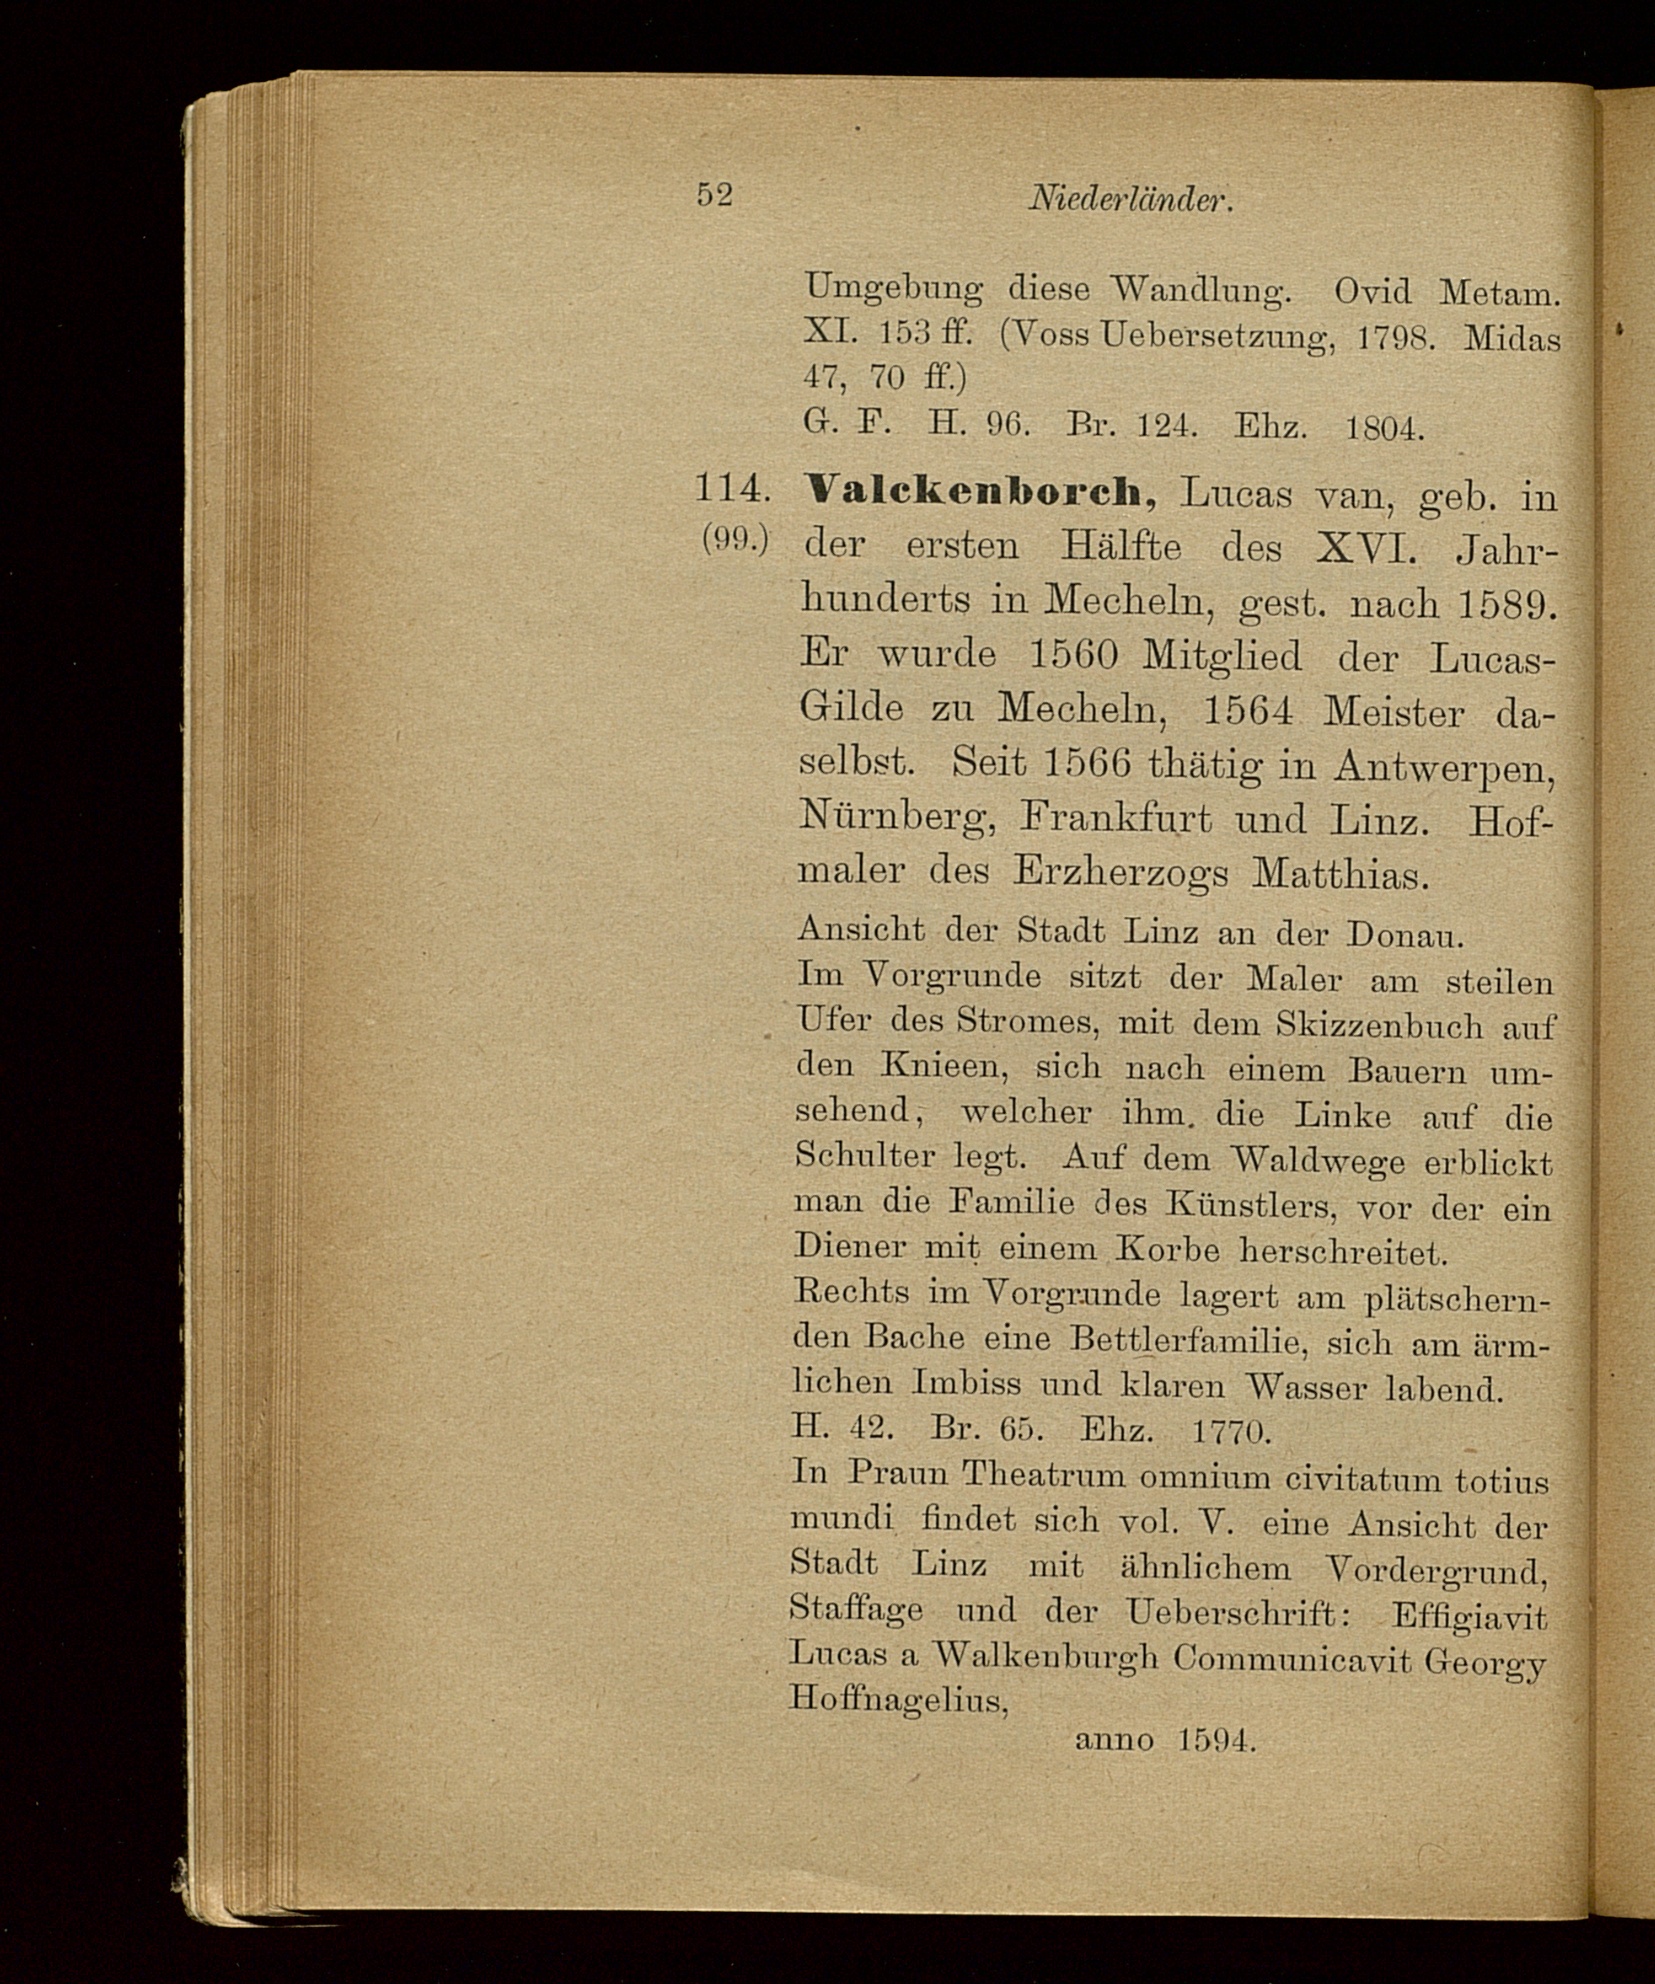 52
Niederländer.
Umgebung diese Wandlung. Ovid Metam.
XI. 153 ff. (Voss Uebersetzung, 1798. Midas
47, 70 ff.)
G. F. H. 96. Br. 124. Ehz. 1804.
114. Valckenborch, Lucas van, geb. in
(99.) der ersten Hälfte des XVI. Jahr-
hunderts in Mecheln, gest. nach 1589.
Er wurde 1560 Mitglied der Lucas-
Gilde zu Mecheln, 1564 Meister da-
selbst. Seit 1566 thätig in Antwerpen,
Nürnberg, Frankfurt und Linz. Hof-
maler des Erzherzogs Matthias.
Ansicht der Stadt Linz an der Donau.
Im Vorgrunde sitzt der Maler am steilen
Ufer des Stromes, mit dem Skizzenbuch auf
den Knieen, sich nach einem Bauern um-
sehend, welcher ihm die Linke auf die
Schulter legt. Auf dem Waldwege erblickt
man die Familie des Künstlers, vor der ein
Diener mit einem Korbe herschreitet.
Rechts im Vorgrunde lagert am plätschern-
den Bache eine Bettlerfamilie, sich am ärm-
lichen Imbiss und klaren Wasser labend.
H. 42. Br. 65. Ehz. 1770.
In Praun Theatrum omnium civitatum totius
mundi findet sich vol. V. eine Ansicht der
Stadt Linz mit ähnlichem Vordergrund,
Staffage und der Ueberschrift: Effigiavit
Lucas a Walkenburgh Communicavit Georgy
Hoffnagelius,
anno 1594.